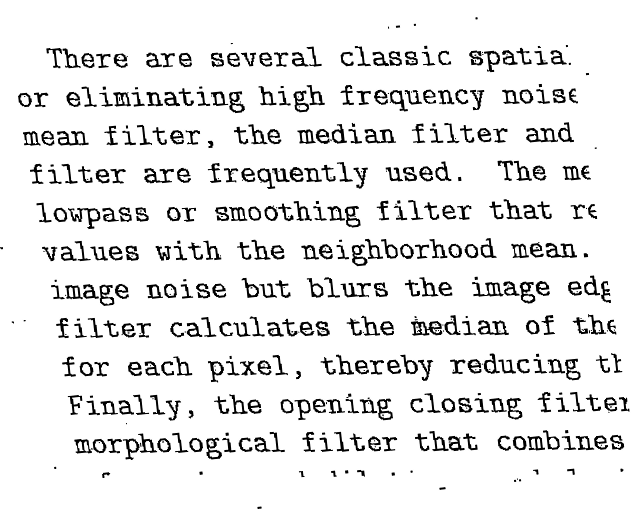 There are several classic spatia
or eliminating high frequency noise
mean filter, the median filter and
filter are frequently used. The me
lowpass or smoothing filter that re
values with the neighborhood mean.
image noise but blurs the image edg
filter calculates the median of the
for each pixel, thereby reducing th
Finally, the opening closing filter
morphological filter that combines